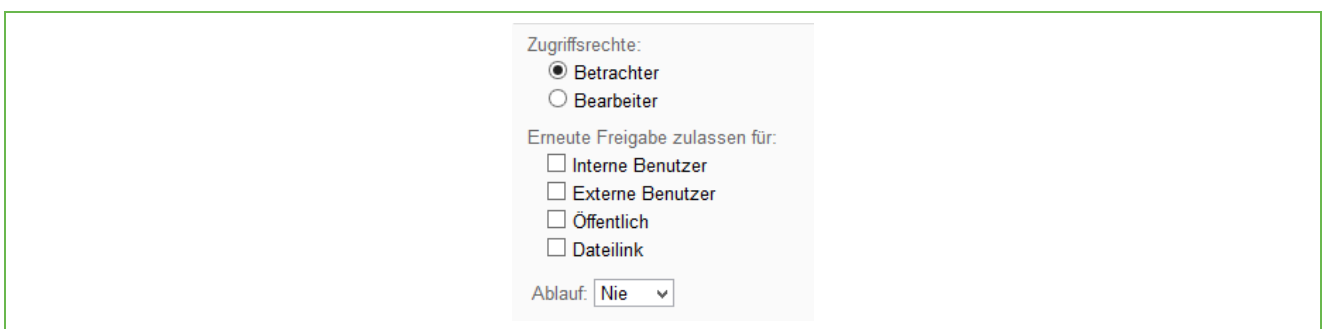 Zugriffsrechte:
Betrachter
Bearbeiter
Erneute Freigabe zulassen für:
Interne Benutzer
Externe Benutzer
Öffentlich
Dateilink
Ablauf: Nie